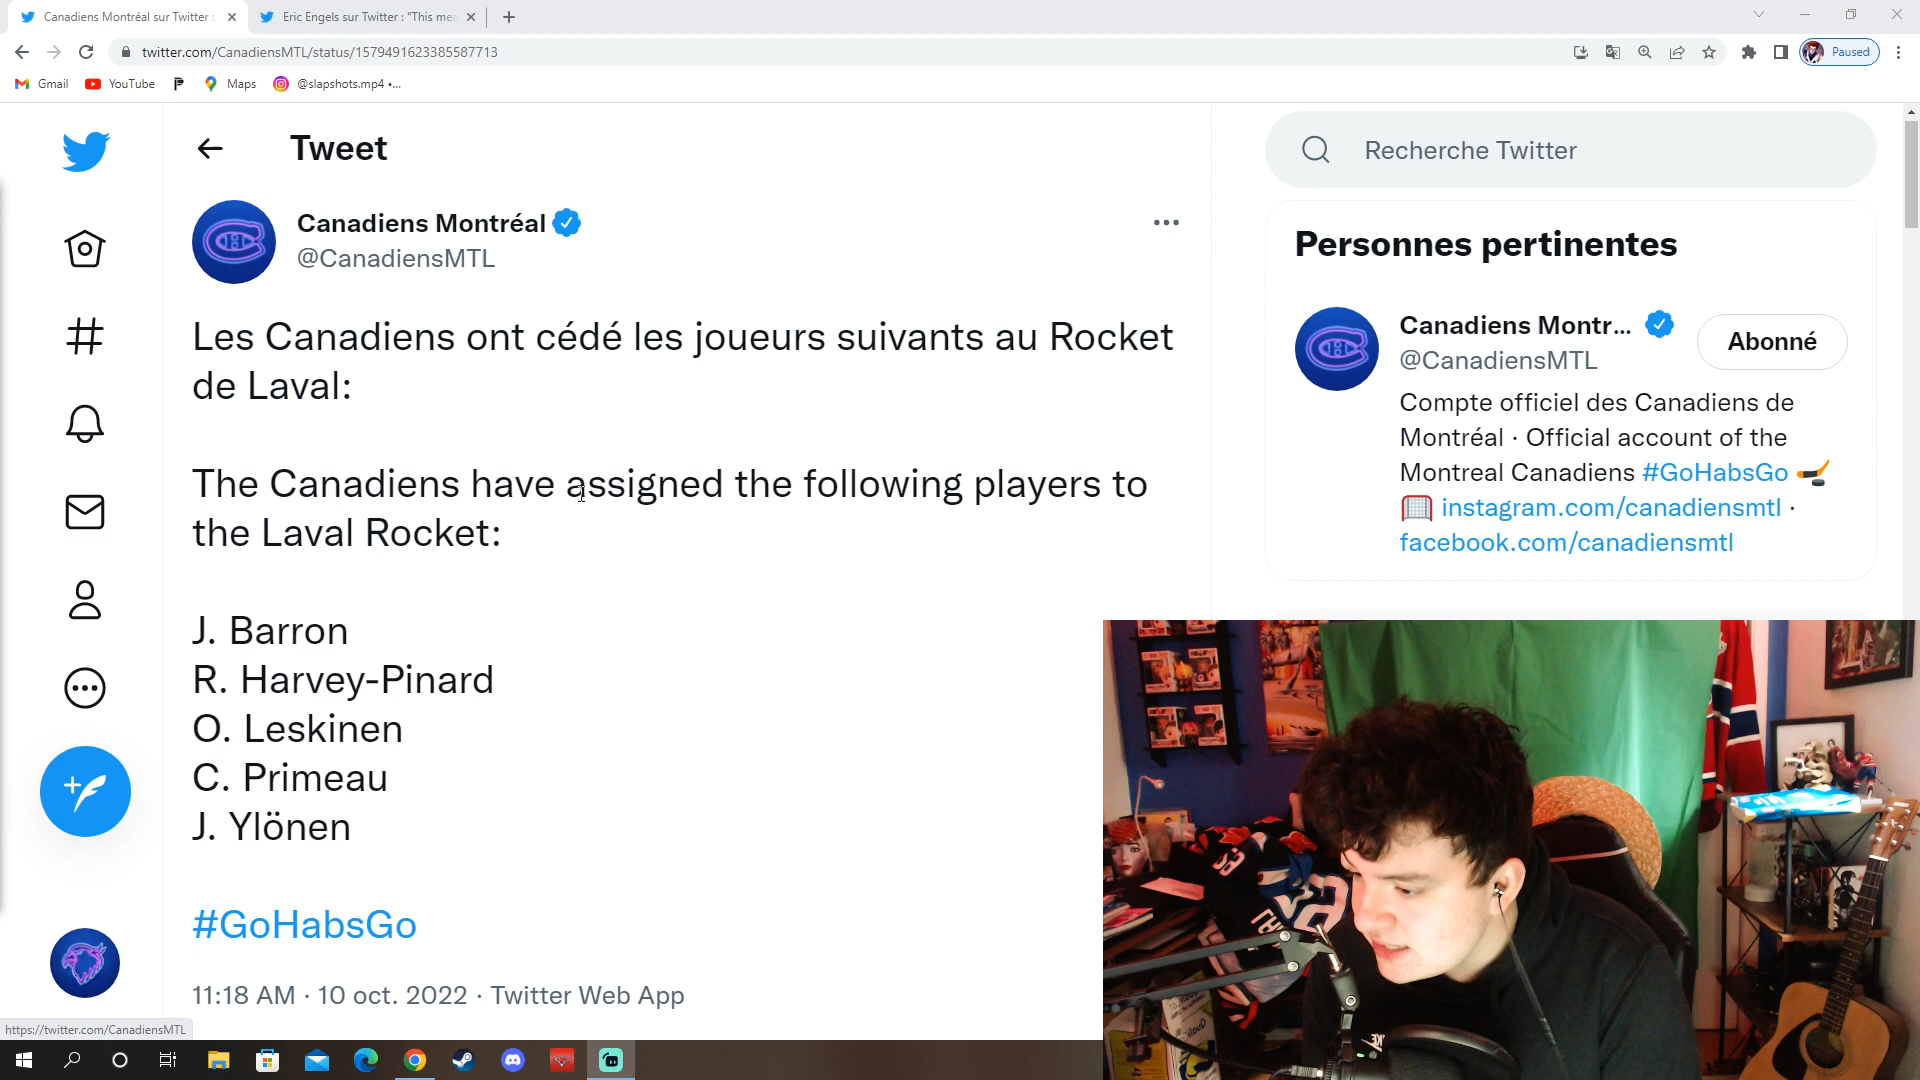 Canadiens Montréal sur Twitter :
Eric Engels sur Twitter : "This mea
twitter.com/CanadiensMTL/status/1579491623385587713
Paused
Gmail
YouTube
Maps
@slapshots.mp4 •...
Tweet
Recherche Twitter
Canadiens Montréal
@CanadiensMTL
Les Canadiens ont cédé les joueurs suivants au Rocket
de Laval:
The Canadiens have assigned the following players to
the Laval Rocket:
J. Barron
R. Harvey-Pinard
O. Leskinen
C. Primeau
J. Ylönen
#GoHabsGo
11:18 AM · 10 oct. 2022 · Twitter Web App
Personnes pertinentes
Canadiens Montr...
@CanadiensMTL
Abonné
Compte officiel des Canadiens de
Montréal · Official account of the
Montreal Canadiens #GoHabsGo
instagram.com/canadiensmtl ·
facebook.com/canadiensmtl
https://twitter.com/CanadiensMTL